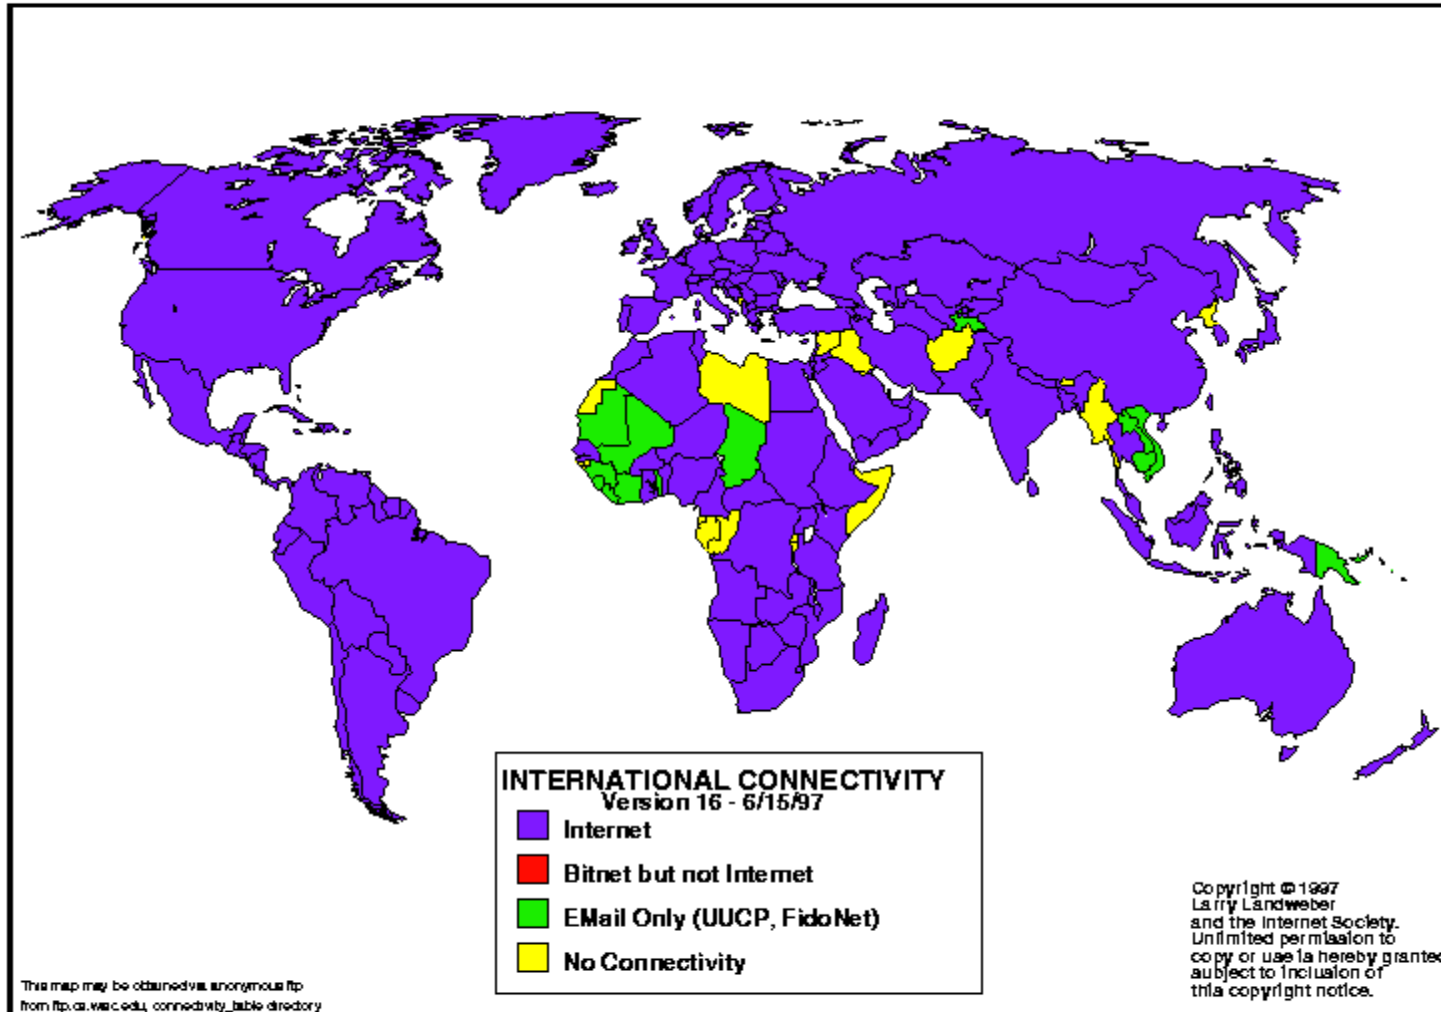 INTERNATIONAL CONNECTIVITY
Version 16 - 6/15/97
Internet
Bitnet but not Internet
EMail Only (UUCP, FidoNet)
No Connectivity
This map may be obtained via anonymous ftp
from ftp.cs.wisc.edu, connectivity_table directory
Copyright © 1997
Larry Landweber
and the Internet Society.
Unlimited permission to
copy or use is hereby granted
subject to inclusion of
this copyright notice.